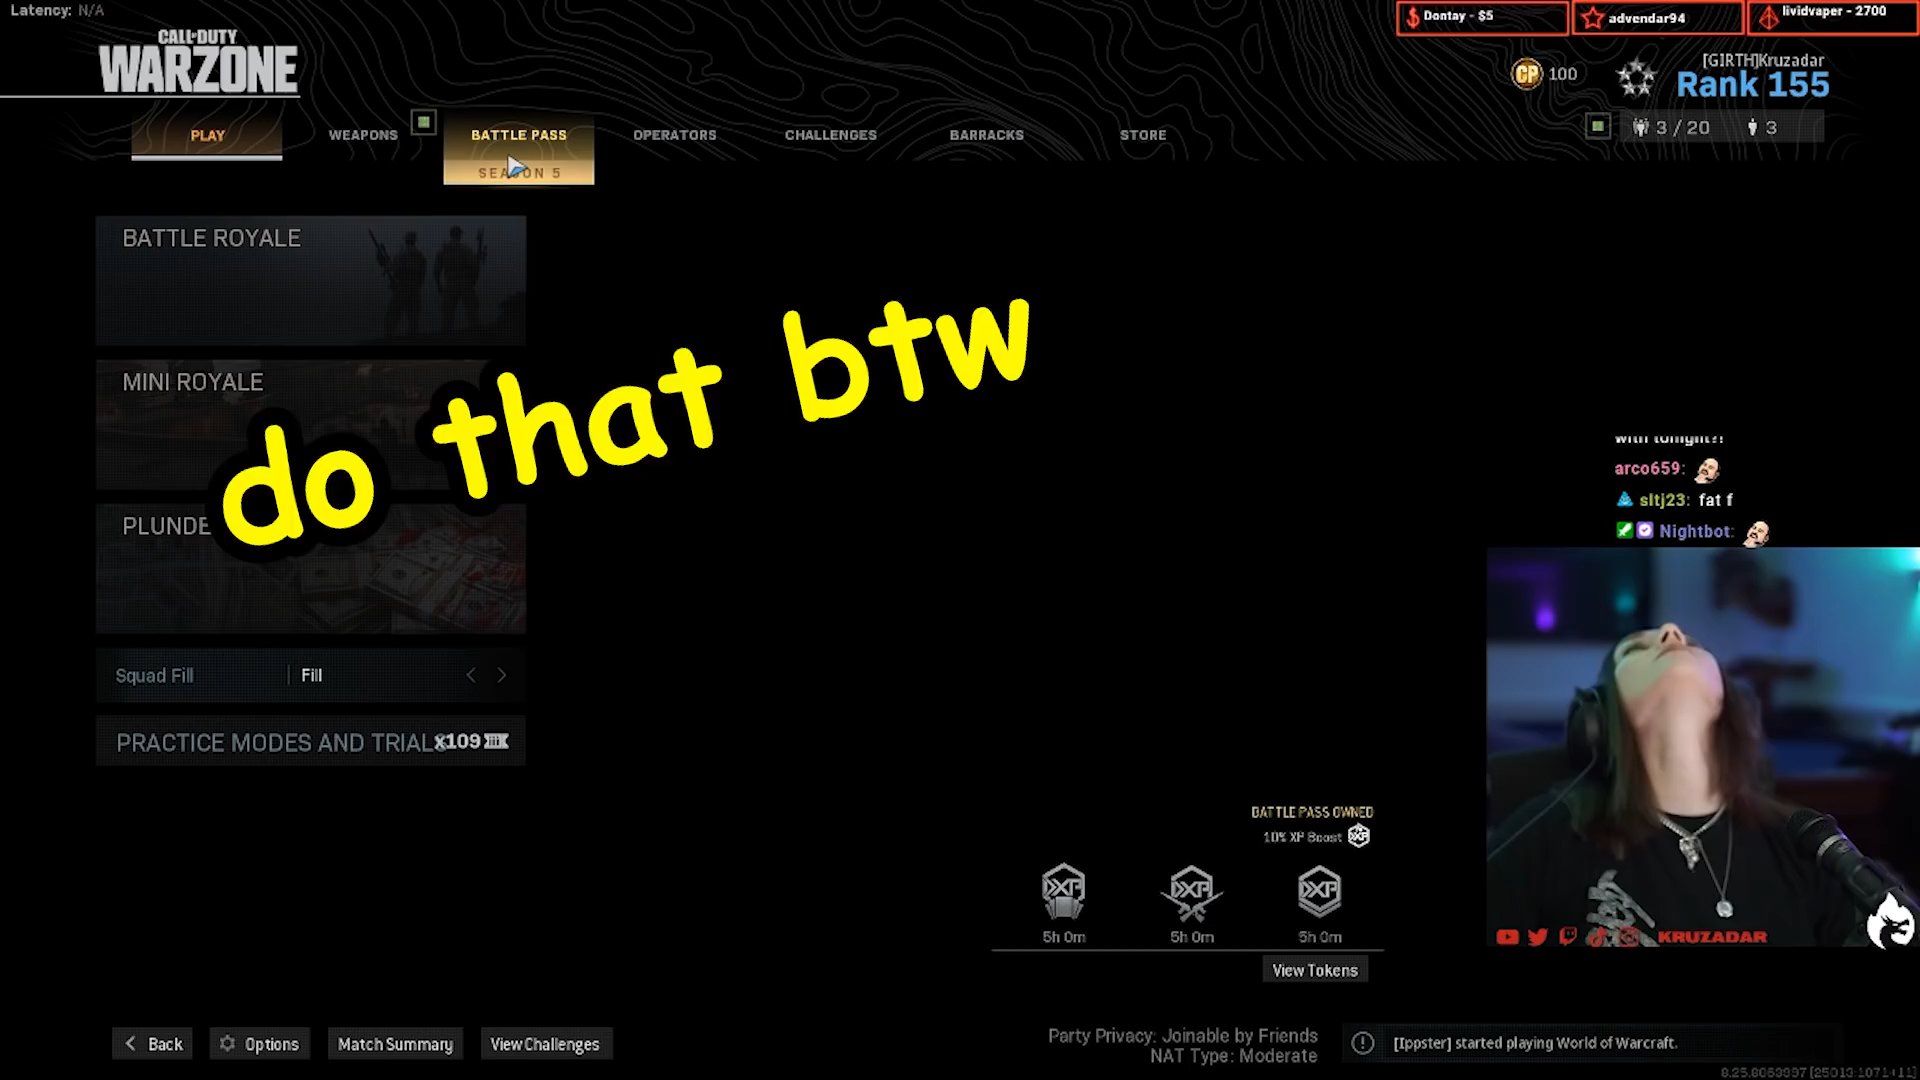 Latency: N/A
Dontay - $5
advendar94
lividvaper - 2700
CALL OF DUTY
WARZONE
CP 100
[GIRTH]Kruzadar
Rank 155
3 / 20
3
PLAY
WEAPONS
BATTLE PASS
OPERATORS
CHALLENGES
BARRACKS
STORE
SEASON 5
BATTLE ROYALE
MINI ROYALE
do that btw
PLUNDE
with tonight?!
arco659:
sltj23: fat f
Nightbot:
Squad Fill
Fill
PRACTICE MODES AND TRIALS
x109
BATTLE PASS OWNED
10% XP Boost
5h 0m
5h 0m
5h 0m
View Tokens
KRUZADAR
Back
Options
Match Summary
View Challenges
Party Privacy: Joinable by Friends
NAT Type: Moderate
[Ippster] started playing World of Warcraft.